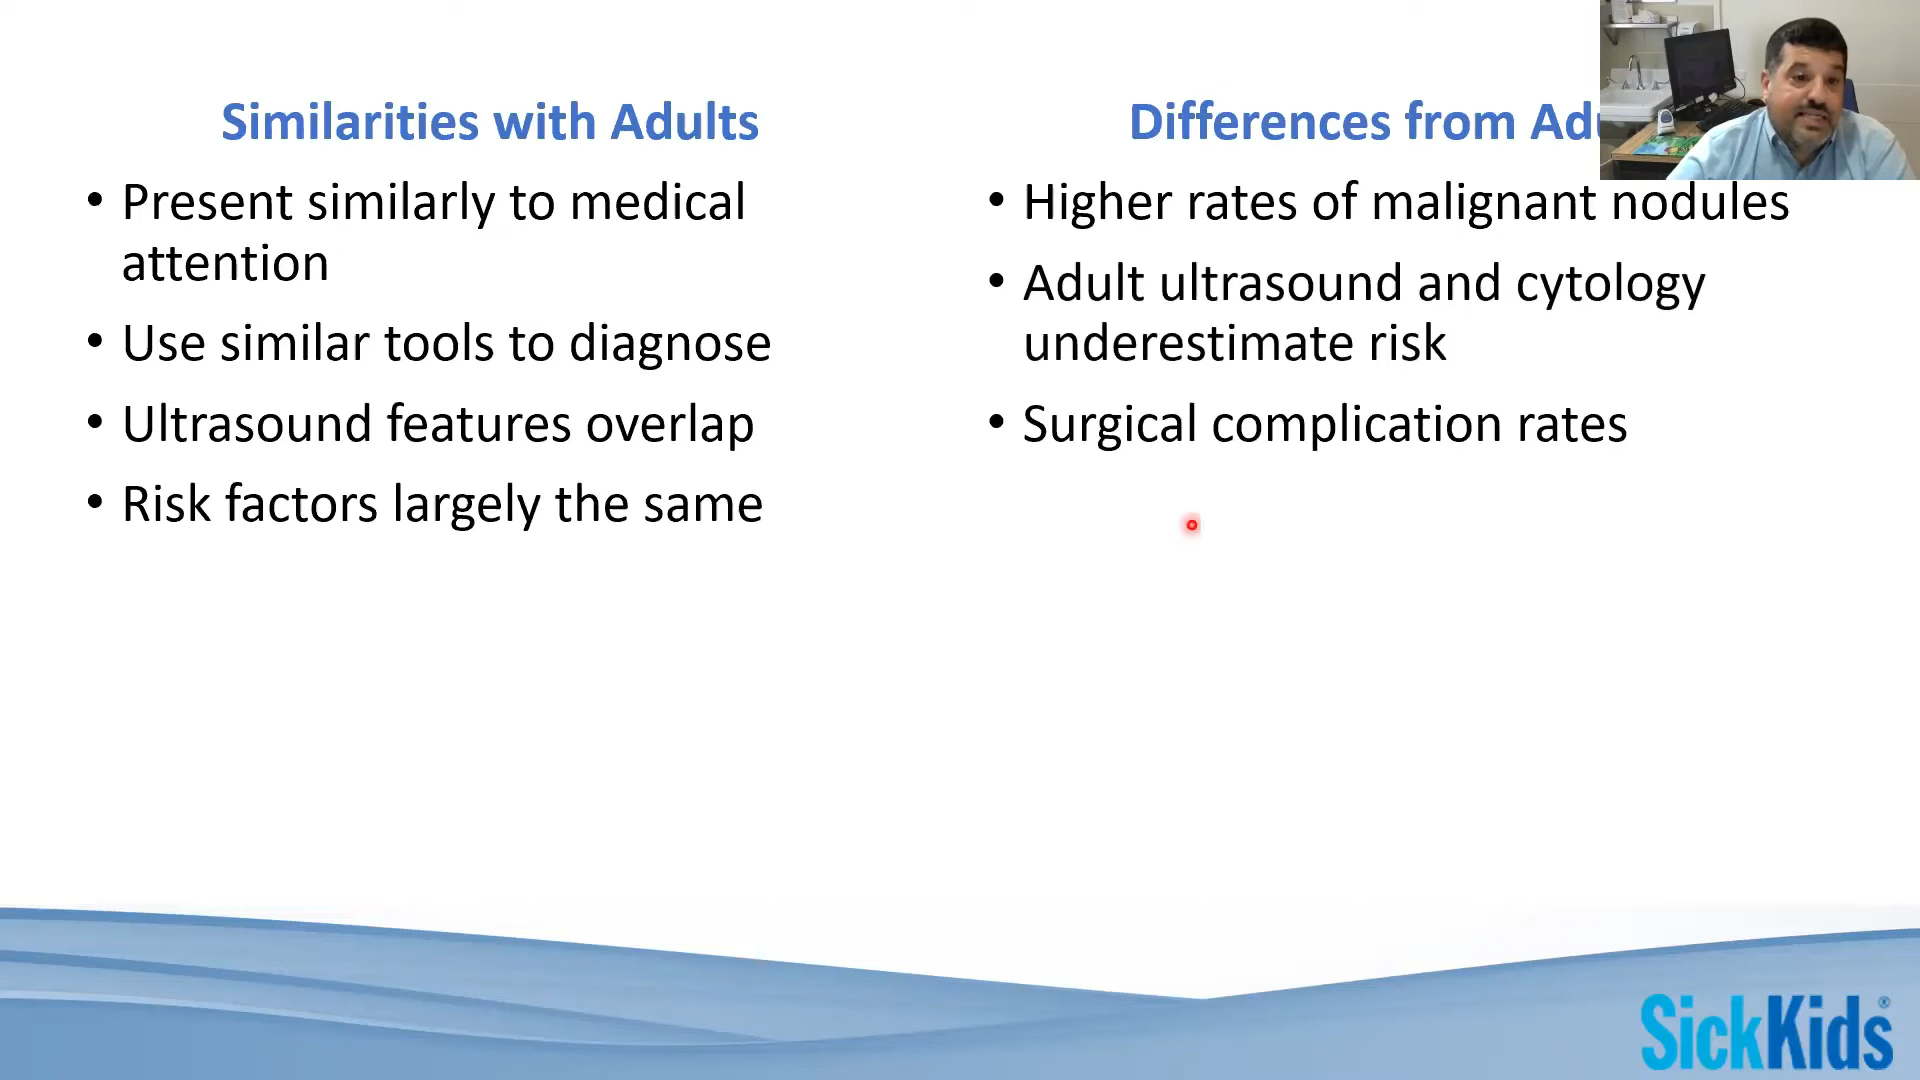 Similarities with Adults
• Present similarly to medical
attention
• Use similar tools to diagnose
• Ultrasound features overlap
• Risk factors largely the same
Differences from
• Higher rates of malignant nodules
• Adult ultrasound and cytology
underestimate risk
• Surgical complication rates
SickKids®